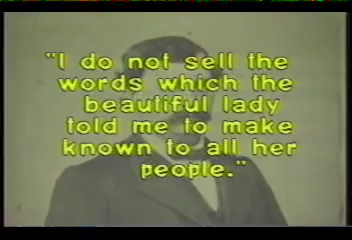 "I do not sell the
words which the
beautiful lady
told me to make
known to all her
people."